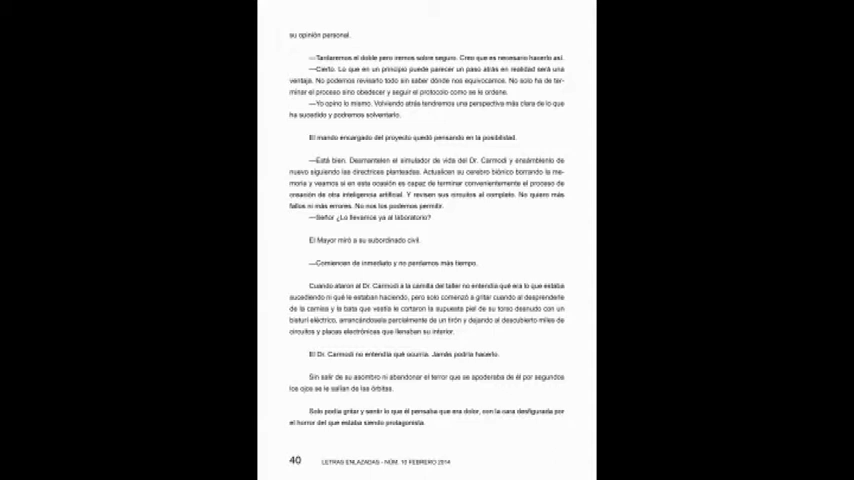 su opinión personal.
—Tardaremos el doble pero iremos sobre seguro. Creo que es necesario hacerlo así.
—Cierto. Lo que en un principio puede parecer un paso atrás en realidad será una
ventaja. No podemos revisarlo todo sin saber dónde nos equivocamos. No solo ha de ter-
minar el proceso sino obedecer y seguir el protocolo como se le ordene.
—Yo opino lo mismo. Volviendo atrás tendremos una perspectiva más clara de lo que
ha sucedido y podremos solventarlo.
El mando encargado del proyecto quedó pensando en la posibilidad.
—Está bien. Desmantelen el simulador de vida del Dr. Carmodi y ensámblenlo de
nuevo siguiendo las directrices planteadas. Actualicen su cerebro biónico borrando la me-
moria y veamos si en esta ocasión es capaz de terminar convenientemente el proceso de
creación de otra inteligencia artificial. Y revisen sus circuitos al completo. No quiero más
fallos ni más errores. No nos los podemos permitir.
—Señor ¿Lo llevamos ya al laboratorio?
El Mayor miró a su subordinado civil.
—Comiencen de inmediato y no perdamos más tiempo.
Cuando ataron al Dr. Carmodi a la camilla del taller no entendía qué era lo que estaba
sucediendo ni qué le estaban haciendo, pero solo comenzó a gritar cuando al desprenderle
de la camisa y la bata que vestía le cortaron la supuesta piel de su torso desnudo con un
bisturí eléctrico, arrancándosela parcialmente de un tirón y dejando al descubierto miles de
circuitos y placas electrónicas que llenaban su interior.
El Dr. Carmodi no entendía qué ocurría. Jamás podría hacerlo.
Sin salir de su asombro ni abandonar el terror que se apoderaba de él por segundos
los ojos se le salían de las órbitas.
Solo podía gritar y sentir lo que él pensaba que era dolor, con la cara desfigurada por
el horror del que estaba siendo protagonista.
40 LETRAS ENLAZADAS - NÚM. 10 FEBRERO 2014